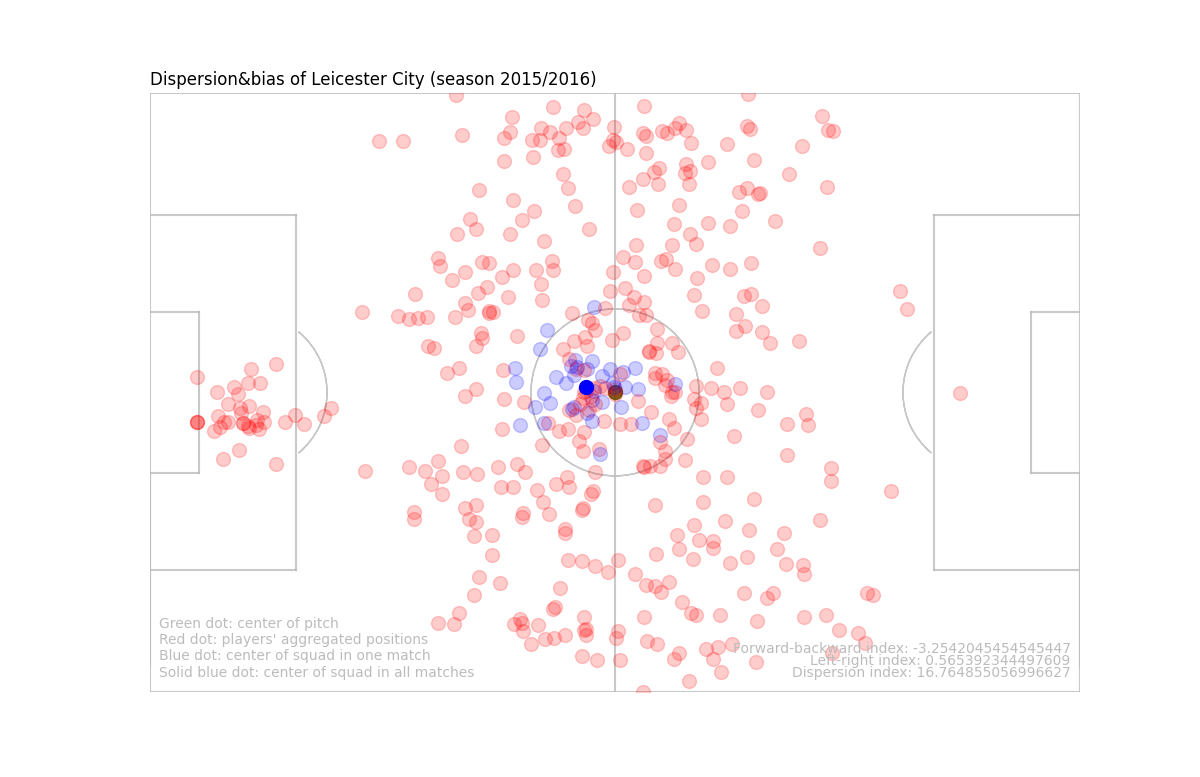 Dispersion&bias of Leicester City (season 2015/2016)
Green dot: center of pitch
Red dot: players' aggregated positions
Blue dot: center of squad in one match
Solid blue dot: center of squad in all matches
Forward-backward index: -3.2542045454545447
Left-right index: 0.565392344497609
Dispersion index: 16.764855056996627